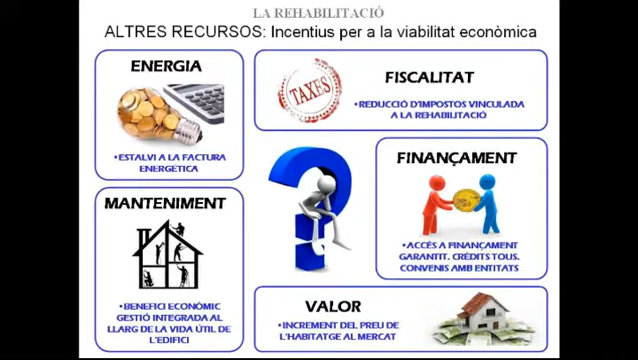 LA REHABILITACIÓ
ALTRES RECURSOS: Incentius per a la viabilitat econòmica
ENERGIA
• ESTALVI A LA FACTURA
ENERGÈTICA
TAXES
FISCALITAT
• REDUCCIÓ D'IMPOSTOS VINCULADA
A LA REHABILITACIÓ
FINANÇAMENT
• ACCÉS A FINANÇAMENT
GARANTIT. CRÈDITS TOUS.
CONVENIS AMB ENTITATS
MANTENIMENT
• BENEFICI ECONÒMIC
GESTIÓ INTEGRADA AL
LLARG DE LA VIDA ÚTIL DE
L'EDIFICI
VALOR
• INCREMENT DEL PREU DE
L'HABITATGE AL MERCAT